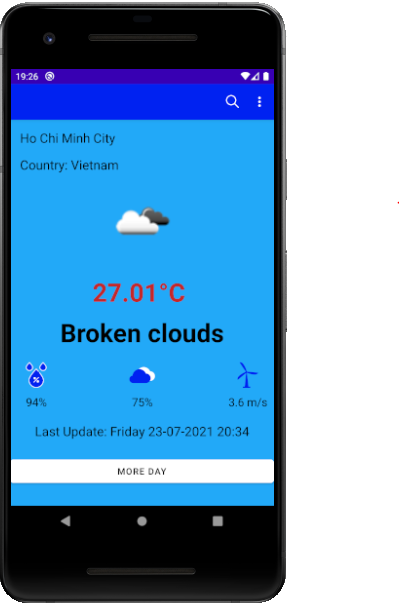 19:26
Ho Chi Minh City
Country: Vietnam
27.01°C
Broken clouds
94% 75% 3.6 m/s
Last Update: Friday 23-07-2021 20:34
MORE DAY